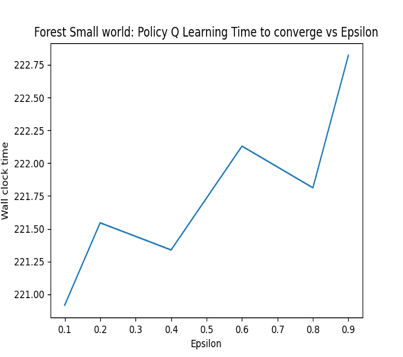 Forest Small world: Policy Q Learning Time to converge vs Epsilon
222.75
222.50
222.25
222.00
221.75
221.50
221.25
221.00
Wall clock time
0.1 0.2 0.3 0.4 0.5 0.6 0.7 0.8 0.9
Epsilon